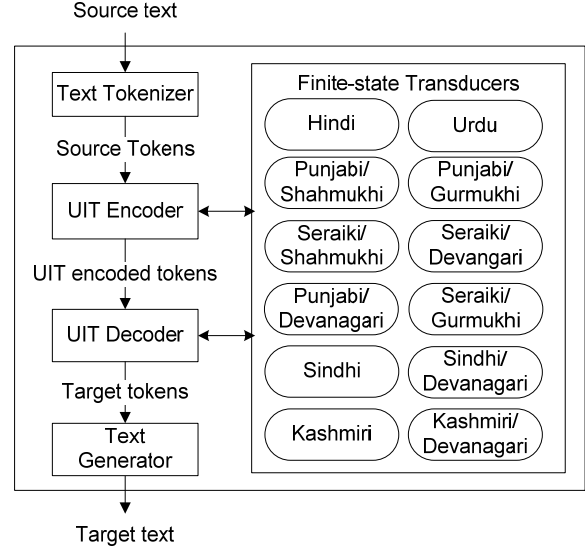 Source text
Text Tokenizer
Source Tokens
UIT Encoder
UIT encoded tokens
UIT Decoder
Target tokens
Text
Generator
Target text
Finite-state Transducers
Hindi
Urdu
Punjabi/
Shahmukhi
Punjabi/
Gurmukhi
Seraiki/
Shahmukhi
Seraiki/
Devangari
Punjabi/
Devanagari
Seraiki/
Gurmukhi
Sindhi
Sindhi/
Devanagari
Kashmiri
Kashmiri/
Devanagari